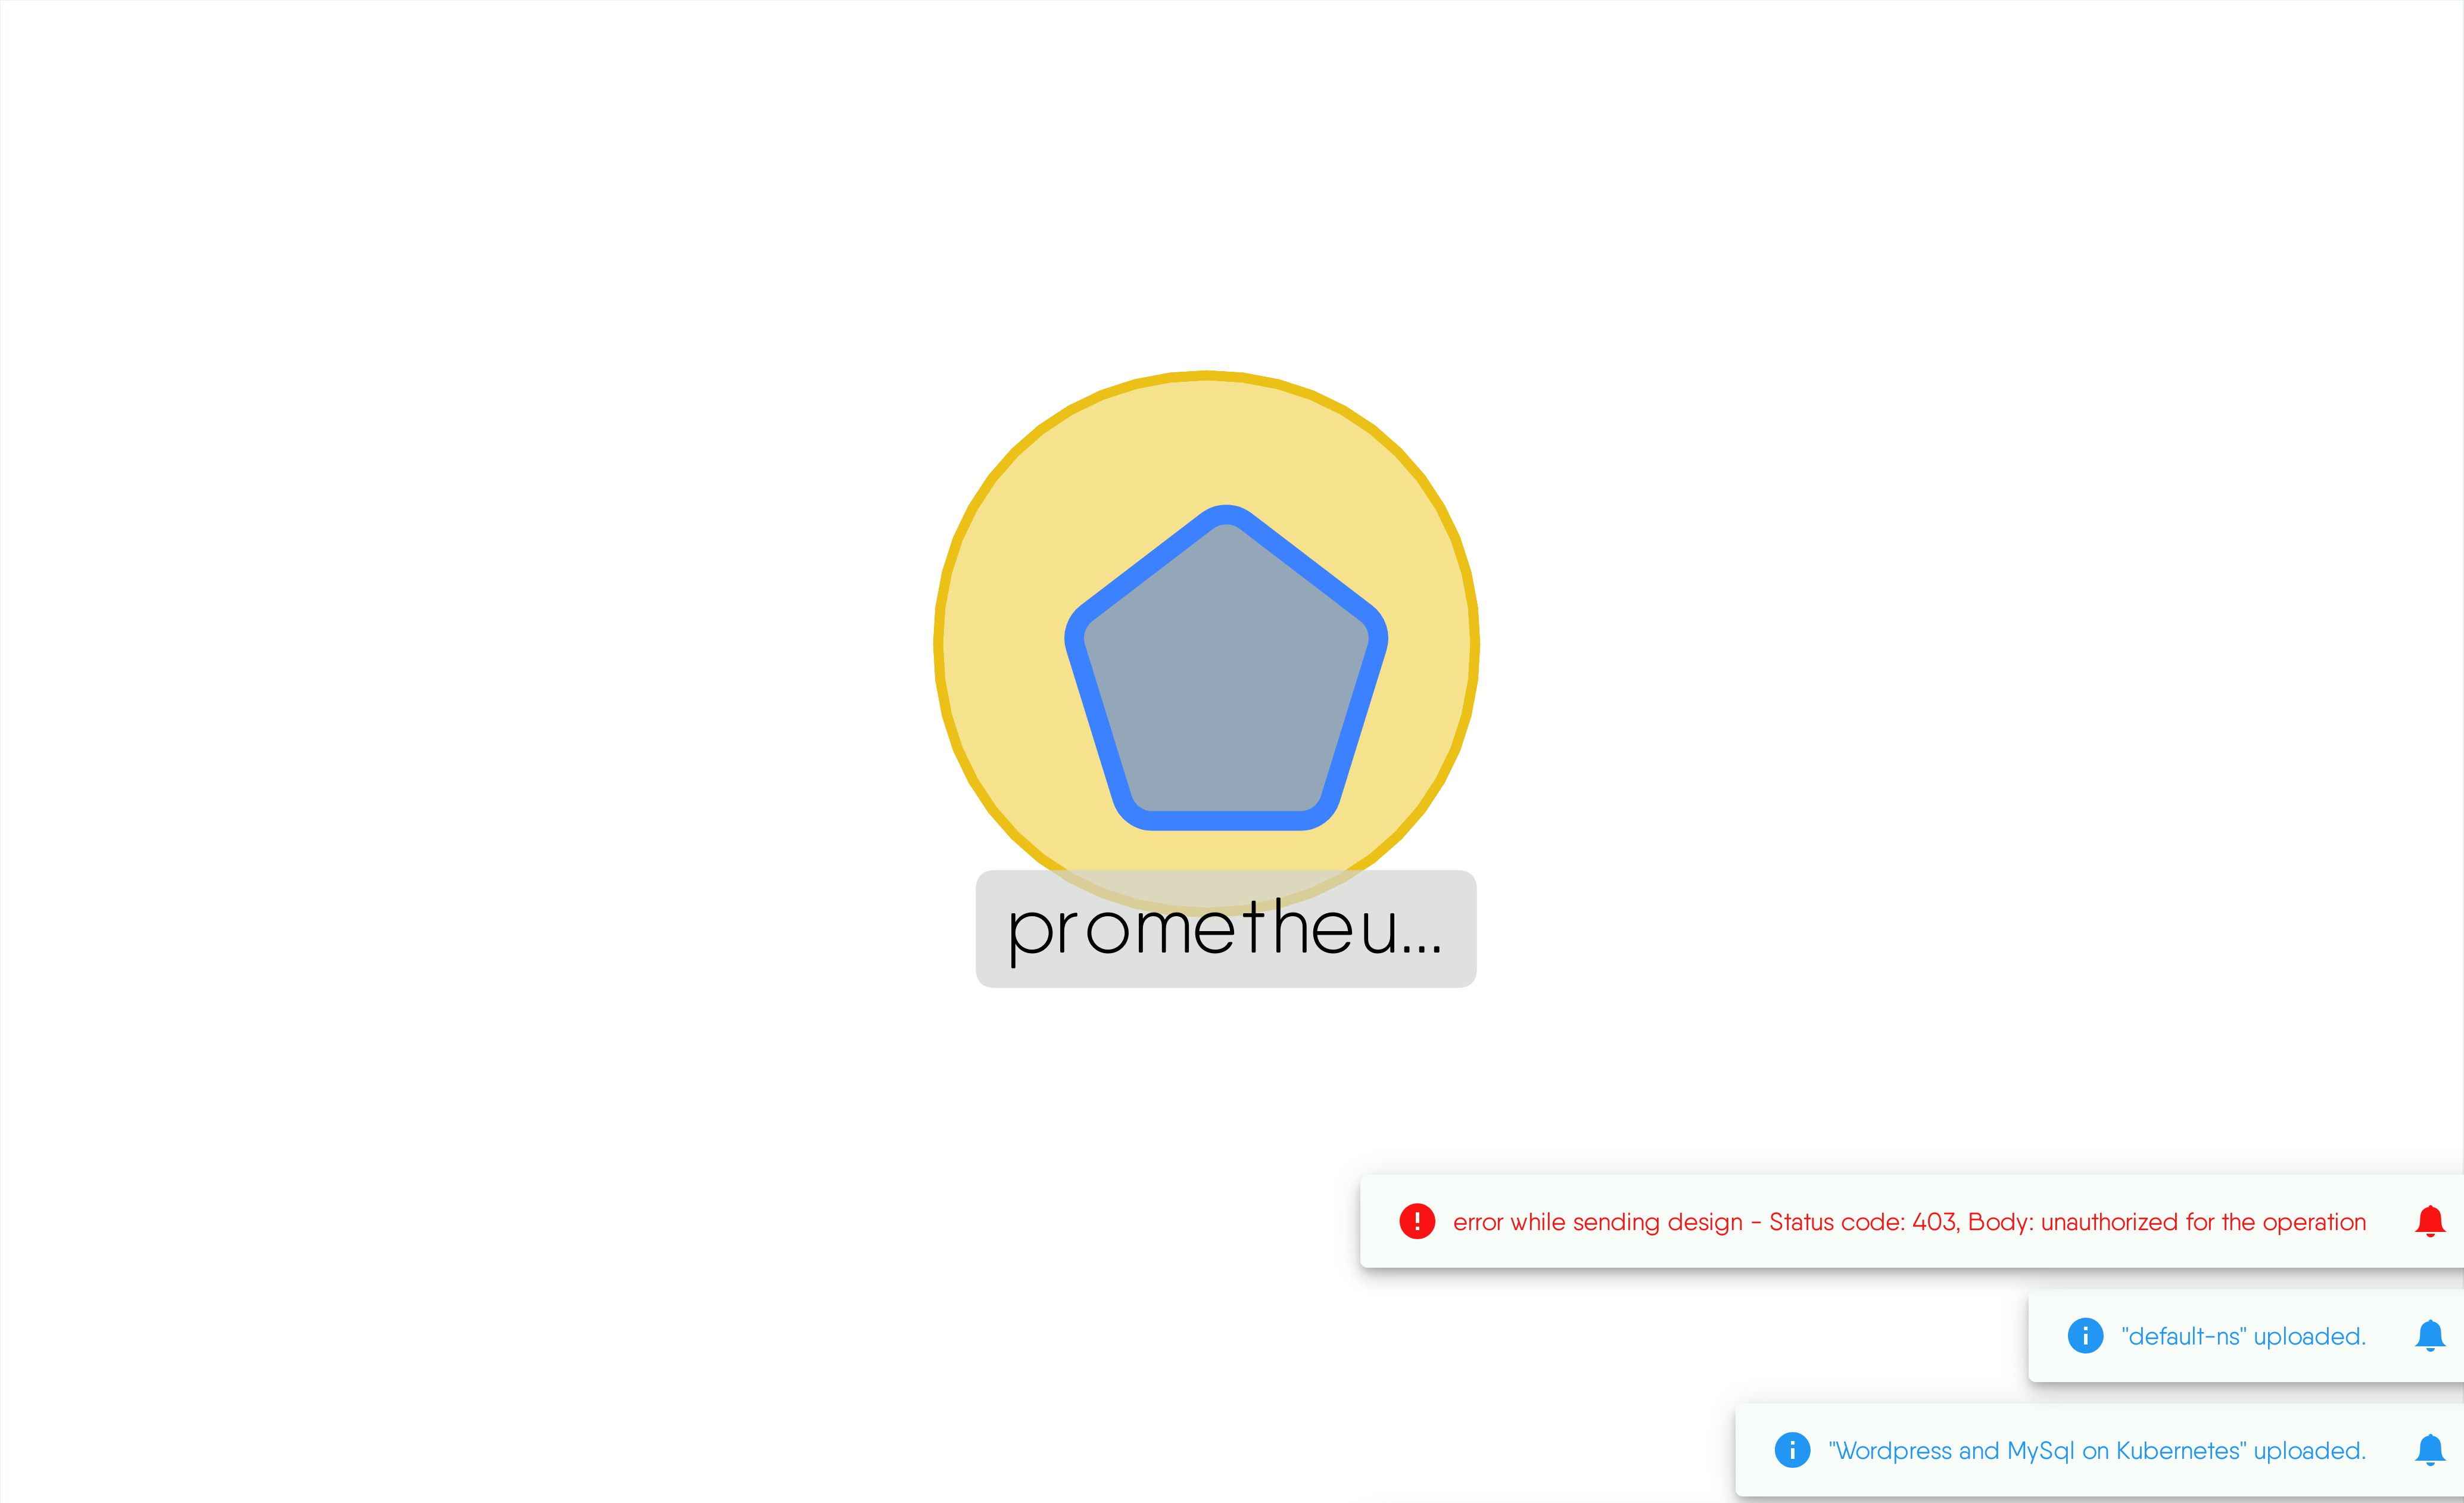 prometheu...
error while sending design - Status code: 403, Body: unauthorized for the operation
"default-ns" uploaded.
"Wordpress and MySql on Kubernetes" uploaded.